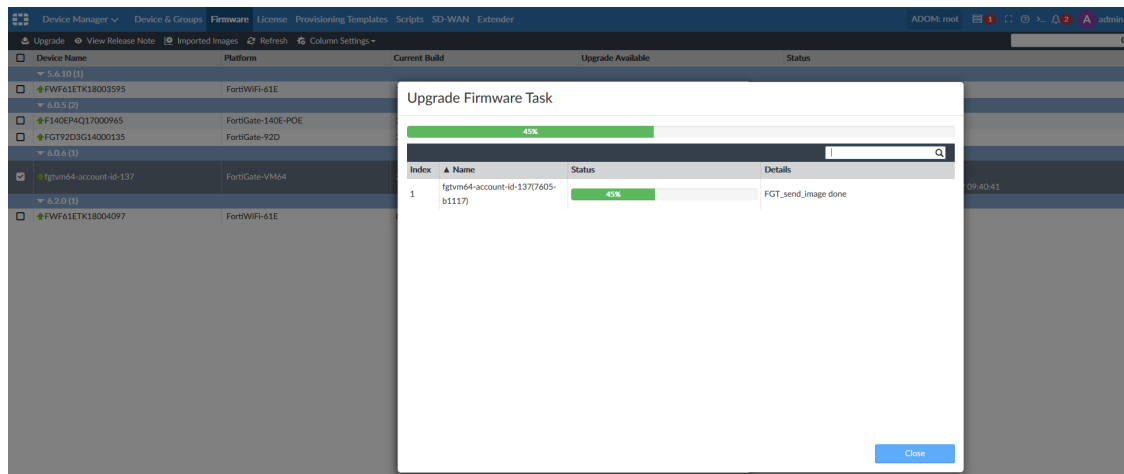 Device Manager Device & Groups Firmware License Provisioning Templates Scripts SD-WAN Extender ADOM: root 1 2 A admin
Upgrade View Release Note Imported Images Refresh Column Settings
Device Name Platform Current Build Upgrade Available Status
5.6.10 (1)
FWF61ETK18003595 FortiWiFi-61E
6.0.5 (2)
F140EP4Q17000965 FortiGate-140E-POE
FGT92D3G14000135 FortiGate-92D
6.0.6 (1)
fgtvm64-account-id-137 FortiGate-VM64
09:40:41
6.2.0 (1)
FWF61ETK18004097 FortiWiFi-61E
Upgrade Firmware Task
45%
Index Name Status Details
1 fgtvm64-account-id-137(7605-
b1117) 45% FGT_send_image done
Close